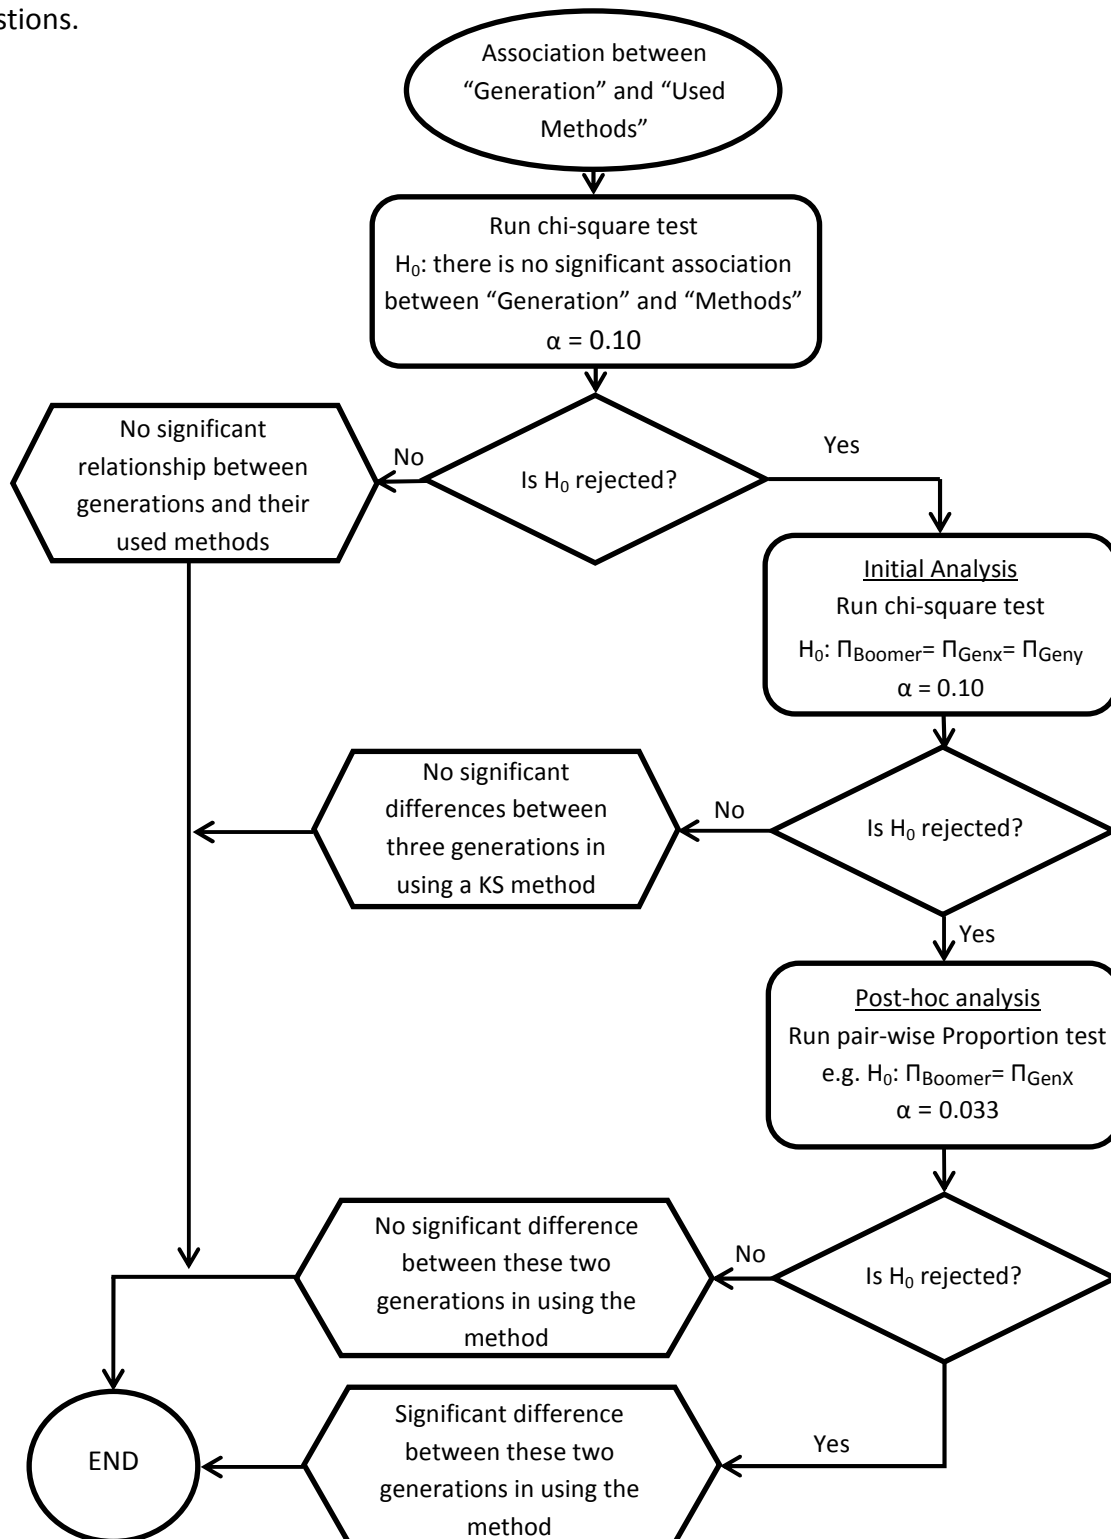 stions.
Association between
“Generation” and “Used
Methods”
Run chi-square test
H₀: there is no significant association
between “Generation” and “Methods”
α = 0.10
Is H₀ rejected?
No
Yes
No significant
relationship between
generations and their
used methods
Initial Analysis
Run chi-square test
H₀: Π_Boomer= Π_Genx= Π_Geny
α = 0.10
Is H₀ rejected?
No
Yes
No significant
differences between
three generations in
using a KS method
Post-hoc analysis
Run pair-wise Proportion test
e.g. H₀: Π_Boomer= Π_GenX
α = 0.033
Is H₀ rejected?
No
Yes
No significant difference
between these two
generations in using the
method
Significant difference
between these two
generations in using the
method
END